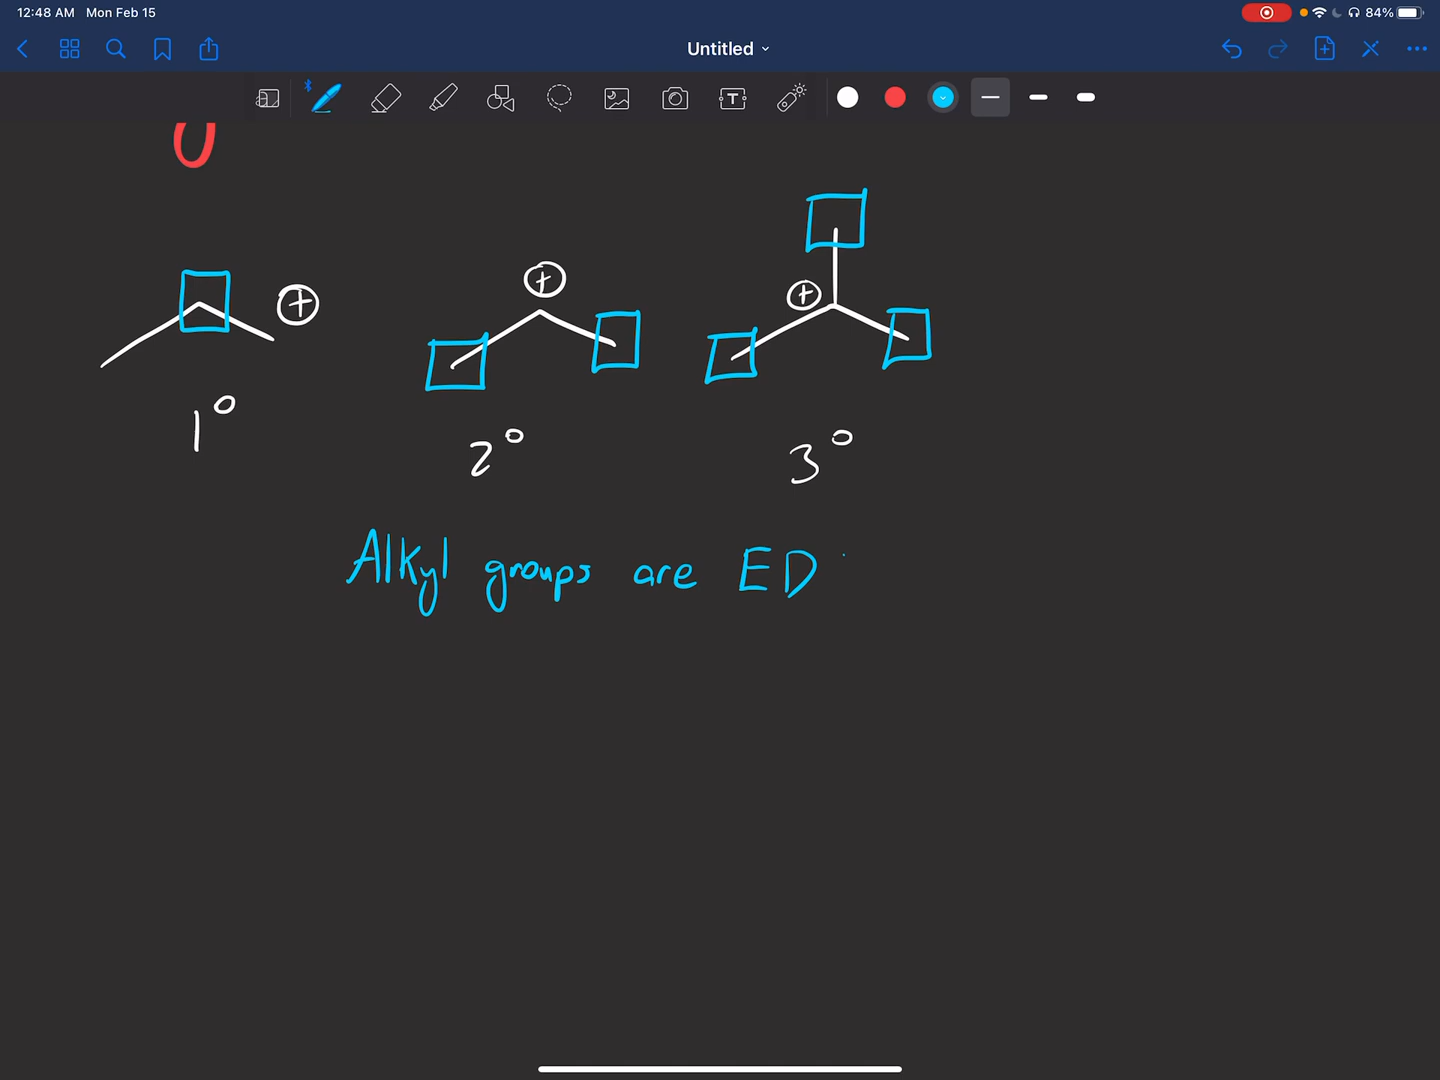 12:48 AM Mon Feb 15
84%
Untitled
T
+
+
+
1°
2°
3°
Alkyl groups are ED